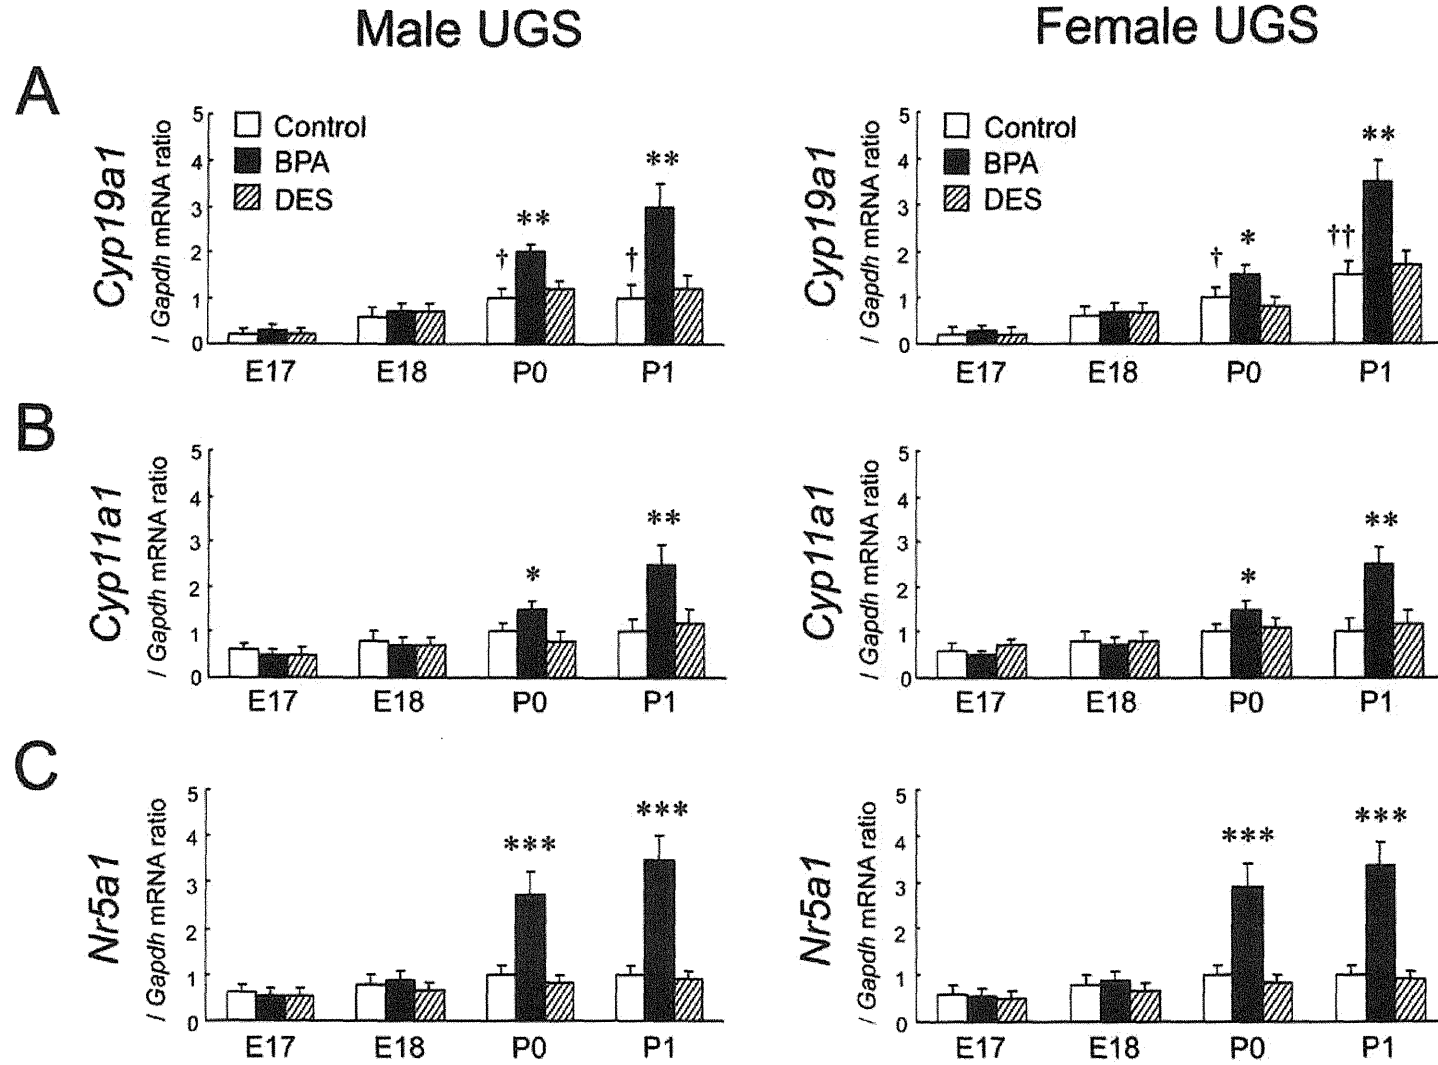 Male UGS
Female UGS
A
Cyp19a1
/ Gapdh mRNA ratio
5
4
3
2
1
0
Control
BPA
DES
†
**
†
**
E17
E18
P0
P1
Cyp19a1
/ Gapdh mRNA ratio
5
4
3
2
1
0
Control
BPA
DES
†
*
††
**
E17
E18
P0
P1
B
Cyp11a1
/ Gapdh mRNA ratio
5
4
3
2
1
0
*
**
E17
E18
P0
P1
Cyp11a1
/ Gapdh mRNA ratio
5
4
3
2
1
0
*
**
E17
E18
P0
P1
C
Nr5a1
/ Gapdh mRNA ratio
5
4
3
2
1
0
***
***
E17
E18
P0
P1
Nr5a1
/ Gapdh mRNA ratio
5
4
3
2
1
0
***
***
E17
E18
P0
P1